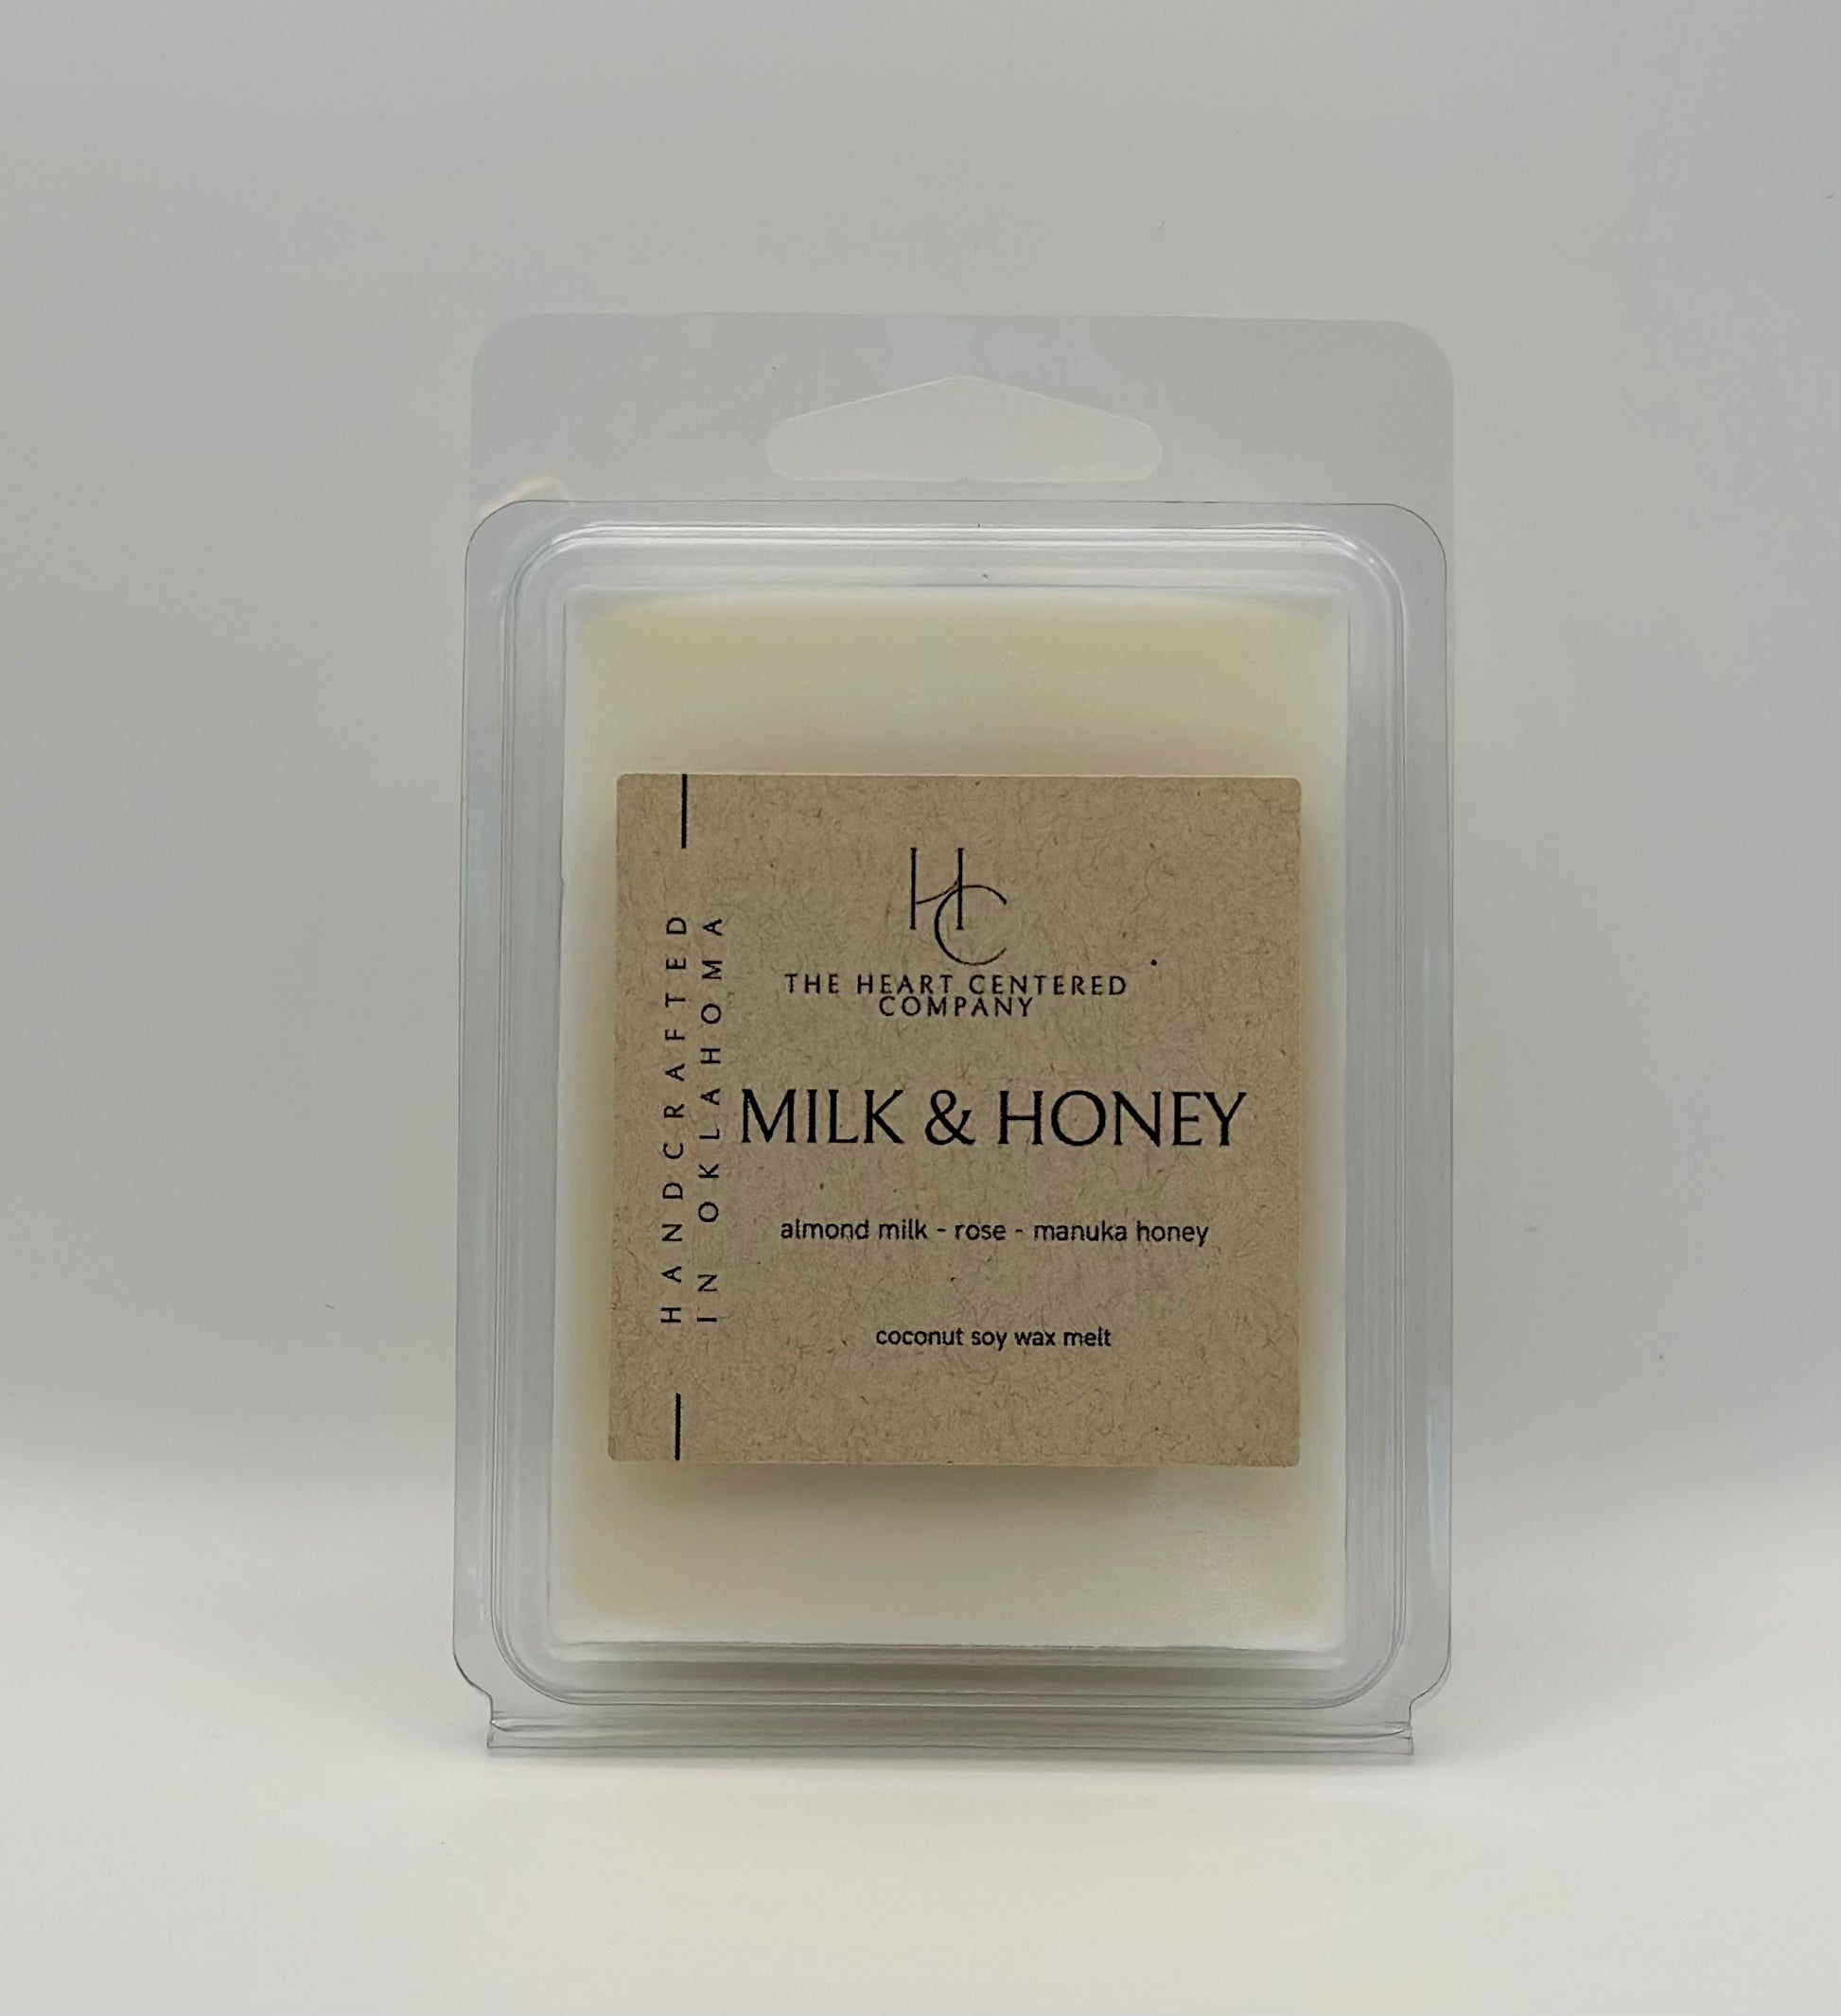 HC
THE HEART CENTERED
COMPANY
HANDCRAFTED
IN OKLAHOMA
MILK & HONEY
almond milk - rose - manuka honey
coconut soy wax melt